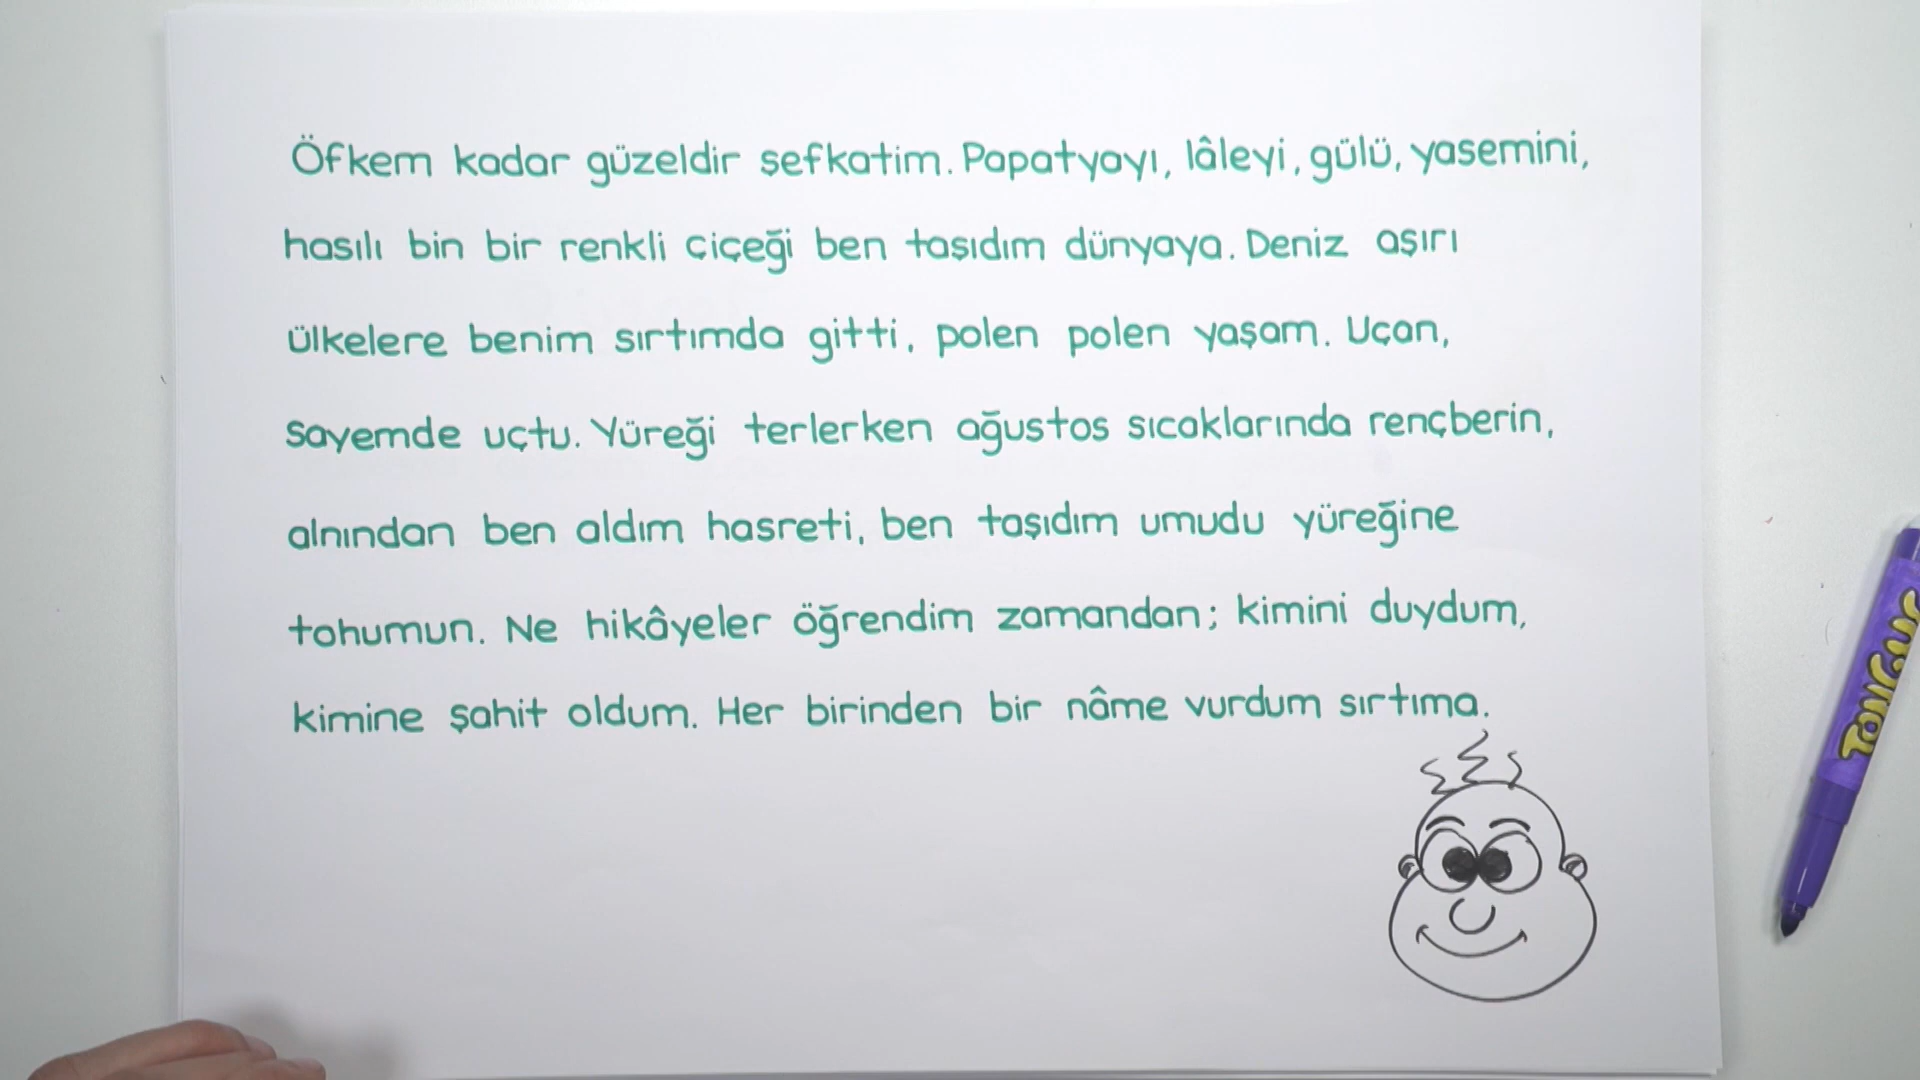 Öfkem kadar güzeldir şefkatim. Papatyayı, lâleyi, gülü, yasemini,
hasılı bin bir renkli çiçeği ben taşıdım dünyaya. Deniz aşırı
ülkelere benim sırtımda gitti, polen polen yaşam. Uçan,
sayemde uçtu. Yüreği terlerken ağustos sıcaklarında rençberin,
alnından ben aldım hasreti, ben taşıdım umudu yüreğine
tohumun. Ne hikâyeler öğrendim zamandan; kimini duydum,
kimine şahit oldum. Her birinden bir nâme vurdum sırtıma.